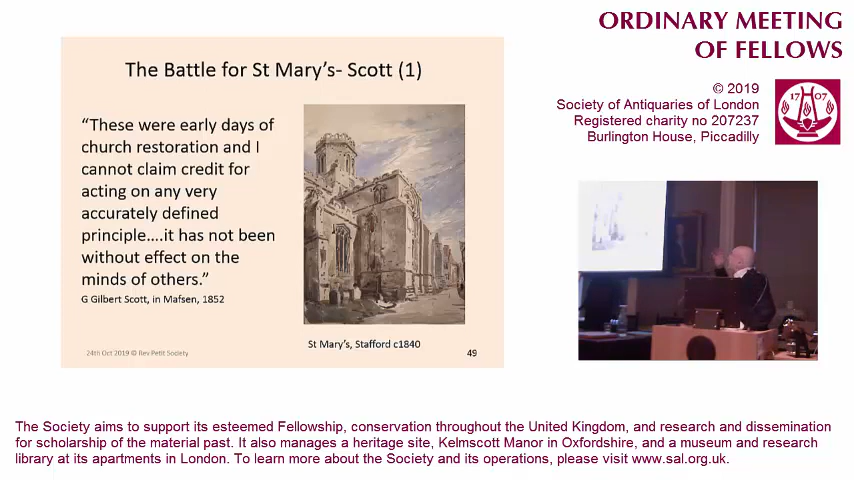 ORDINARY MEETING
OF FELLOWS
© 2019
Society of Antiquaries of London
Registered charity no 207237
Burlington House, Piccadilly
17 07
The Battle for St Mary's- Scott (1)
“These were early days of
church restoration and I
cannot claim credit for
acting on any very
accurately defined
principle....it has not been
without effect on the
minds of others.”
G Gilbert Scott, in Mafsen, 1852
St Mary's, Stafford c1840
24th Oct 2019 © Rev Petit Society
49
The Society aims to support its esteemed Fellowship, conservation throughout the United Kingdom, and research and dissemination
for scholarship of the material past. It also manages a heritage site, Kelmscott Manor in Oxfordshire, and a museum and research
library at its apartments in London. To learn more about the Society and its operations, please visit www.sal.org.uk.